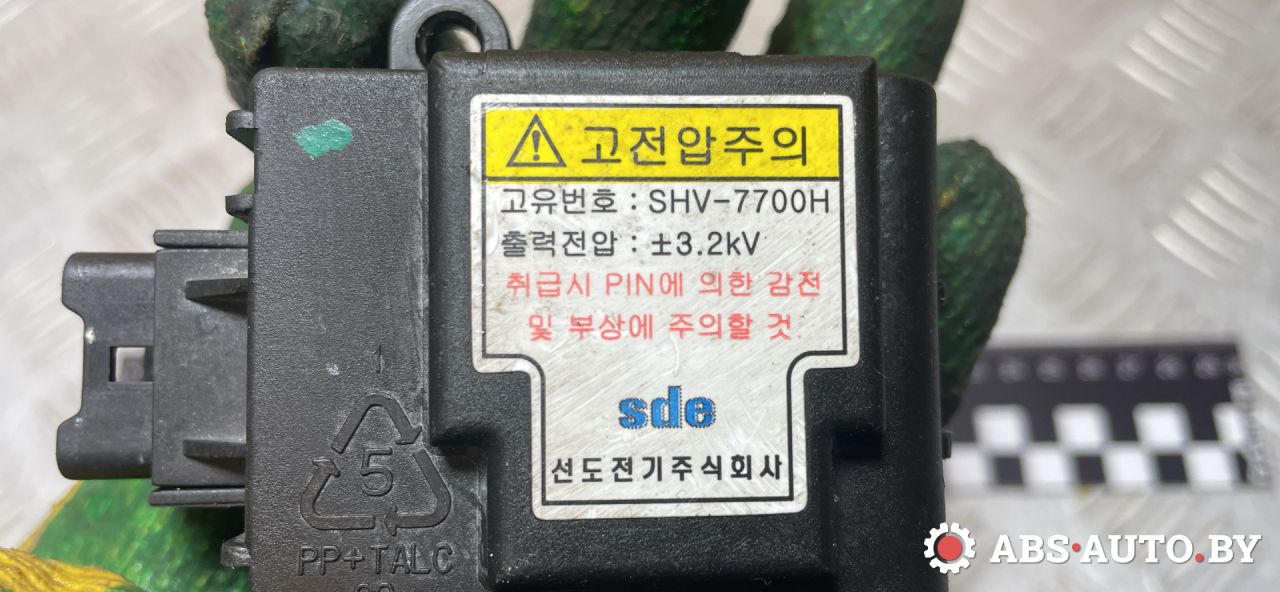 고전압주의
고유번호 : SHV-7700H
출력전압 : ±3.2kV
취급시 PIN에 의한 감전
및 부상에 주의할 것.
sde
선도전기주식회사
1
5
PP+TALC
ABS-AUTO.BY